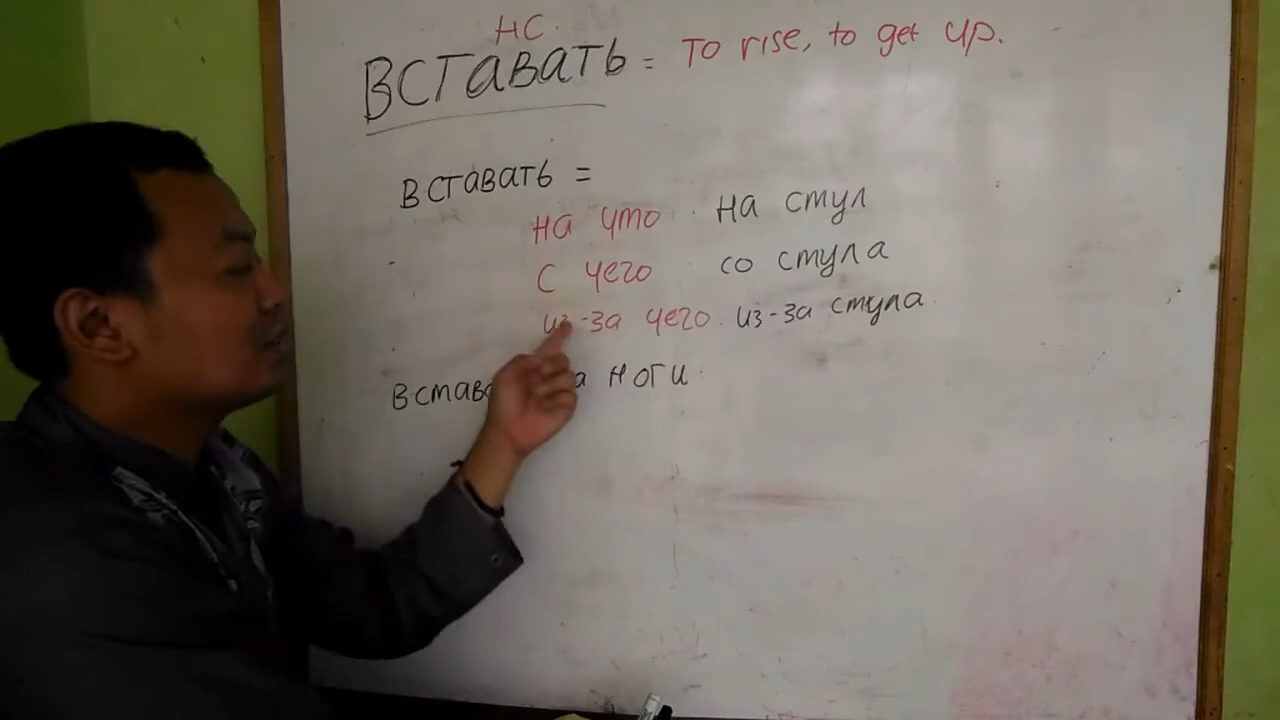 НС.
ВСТАВАТЬ = To rise, to get up.
ВСТАВАТЬ =
НА что . НА стул
С чего со стула
из-за чего. из-за стула.
ноги.